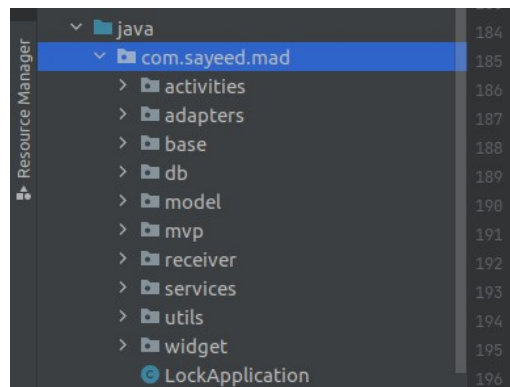 Resource Manager
java
184
com.sayeed.mad
185
activities
186
adapters
187
base
188
db
189
model
190
mvp
191
receiver
192
services
193
utils
194
widget
195
LockApplication
196